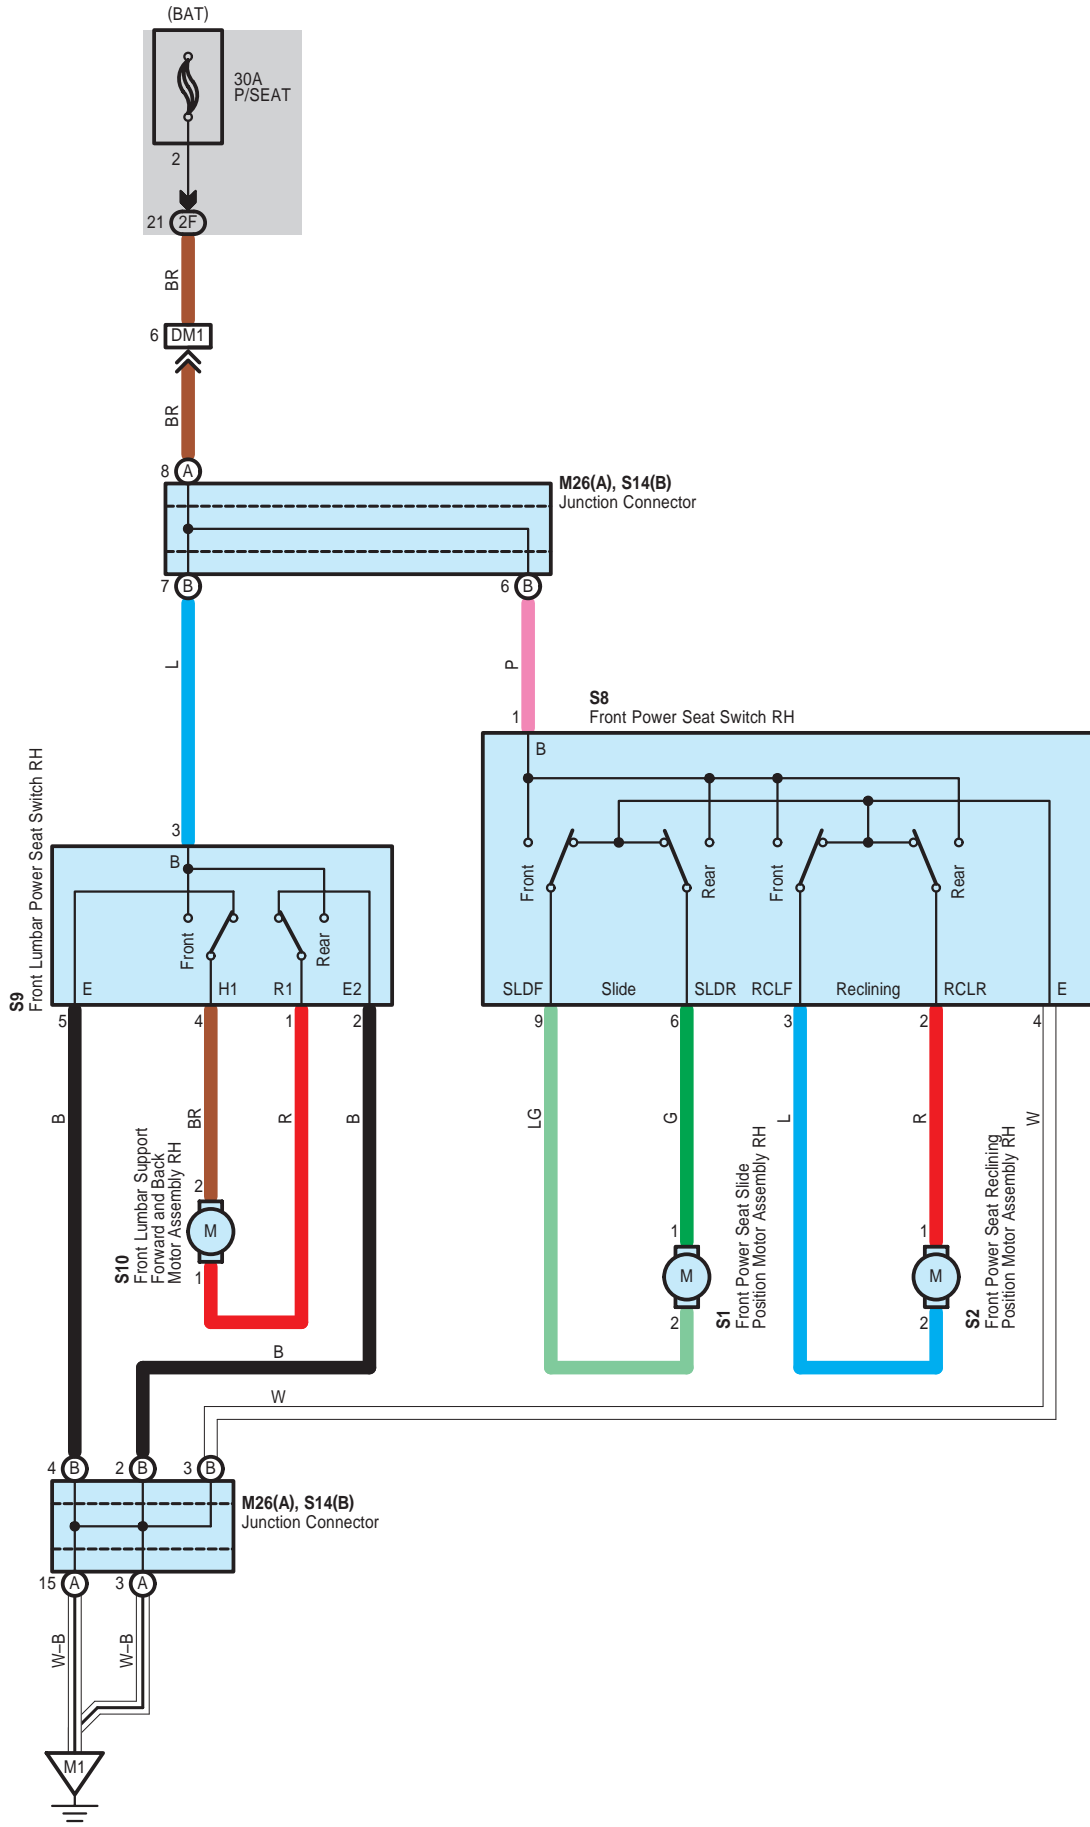 (BAT)
30A
P/SEAT
2
21 2F
BR
6 DM1
BR
8 A
M26(A), S14(B)
Junction Connector
7 B
6 B
L
P
S8
Front Power Seat Switch RH
1
B
Front
Rear
Front
Rear
SLDF Slide SLDR RCLF Reclining RCLR E
9 6 3 2 4
S9
Front Lumbar Power Seat Switch RH
3
B
Front
Rear
E H1 R1 E2
5 4 1 2
B
BR
R
B
LG
G
L
R
W
S10
Front Lumbar Support
Forward and Back
Motor Assembly RH
2
M
1
1
M
2
S1
Front Power Seat Slide
Position Motor Assembly RH
1
M
2
S2
Front Power Seat Reclining
Position Motor Assembly RH
B
W
4 B 2 B 3 B
M26(A), S14(B)
Junction Connector
15 A 3 A
W–B
W–B
M1